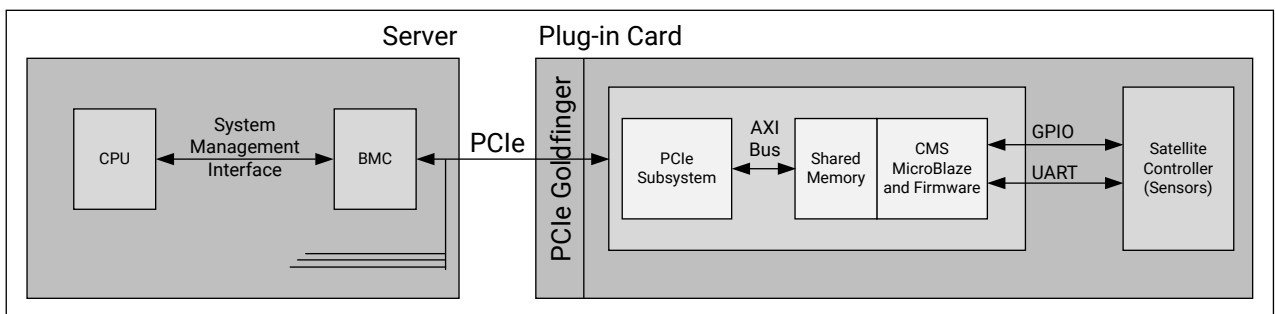 Server
Plug-in Card
CPU
System
Management
Interface
BMC
PCIe
PCIe Goldfinger
PCIe
Subsystem
AXI
Bus
Shared
Memory
CMS
MicroBlaze
and Firmware
GPIO
UART
Satellite
Controller
(Sensors)